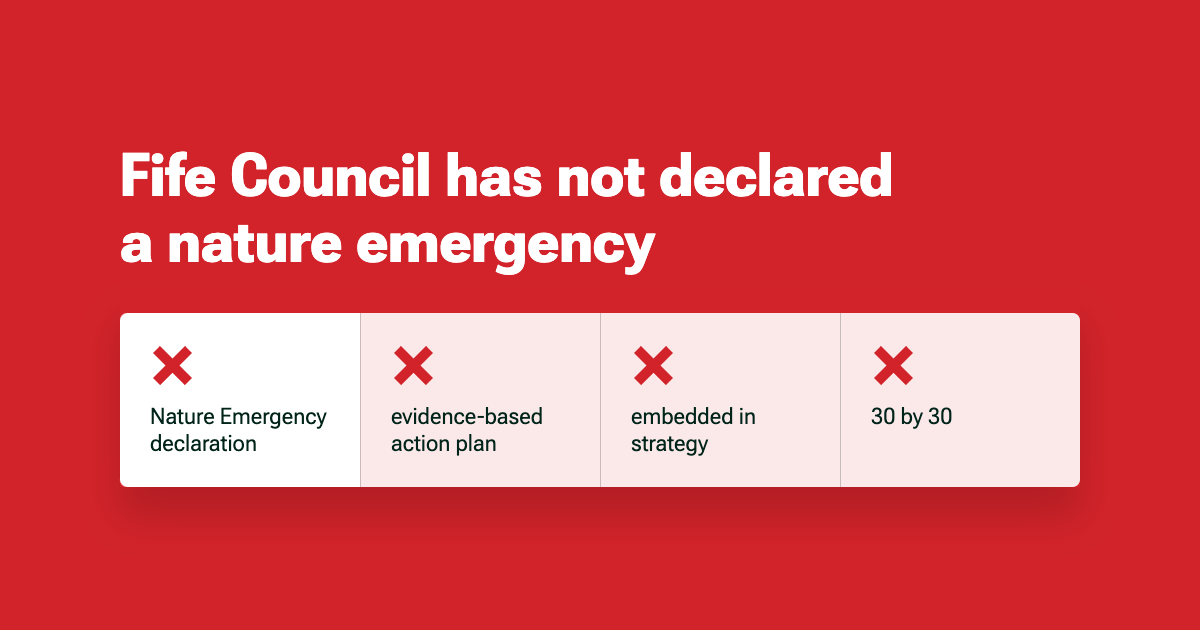 Fife Council has not declared
a nature emergency
Nature Emergency
declaration
evidence-based
action plan
embedded in
strategy
30 by 30